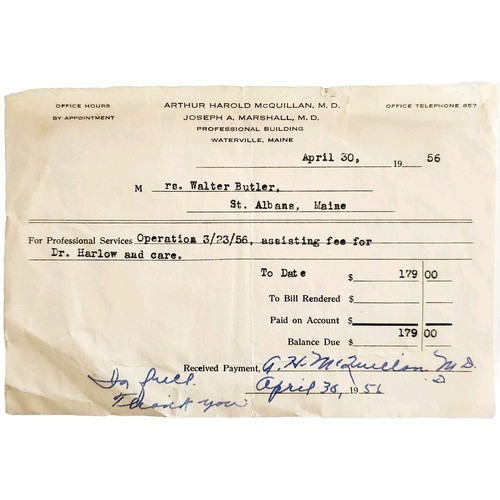 OFFICE HOURS
BY APPOINTMENT
ARTHUR HAROLD McQUILLAN, M. D.
JOSEPH A. MARSHALL, M. D.
PROFESSIONAL BUILDING
WATERVILLE, MAINE
OFFICE TELEPHONE 857
April 30, 19 56
M rs. Walter Butler,
St. Albans, Maine
For Professional Services Operation 3/23/56, assisting fee for
Dr. Harlow and care.
To Date $ 179 00
To Bill Rendered $
Paid on Account $
Balance Due $ 179 00
Received Payment, A. H. McQuillan M.D.
April 30, 1956
In full.
Thank you